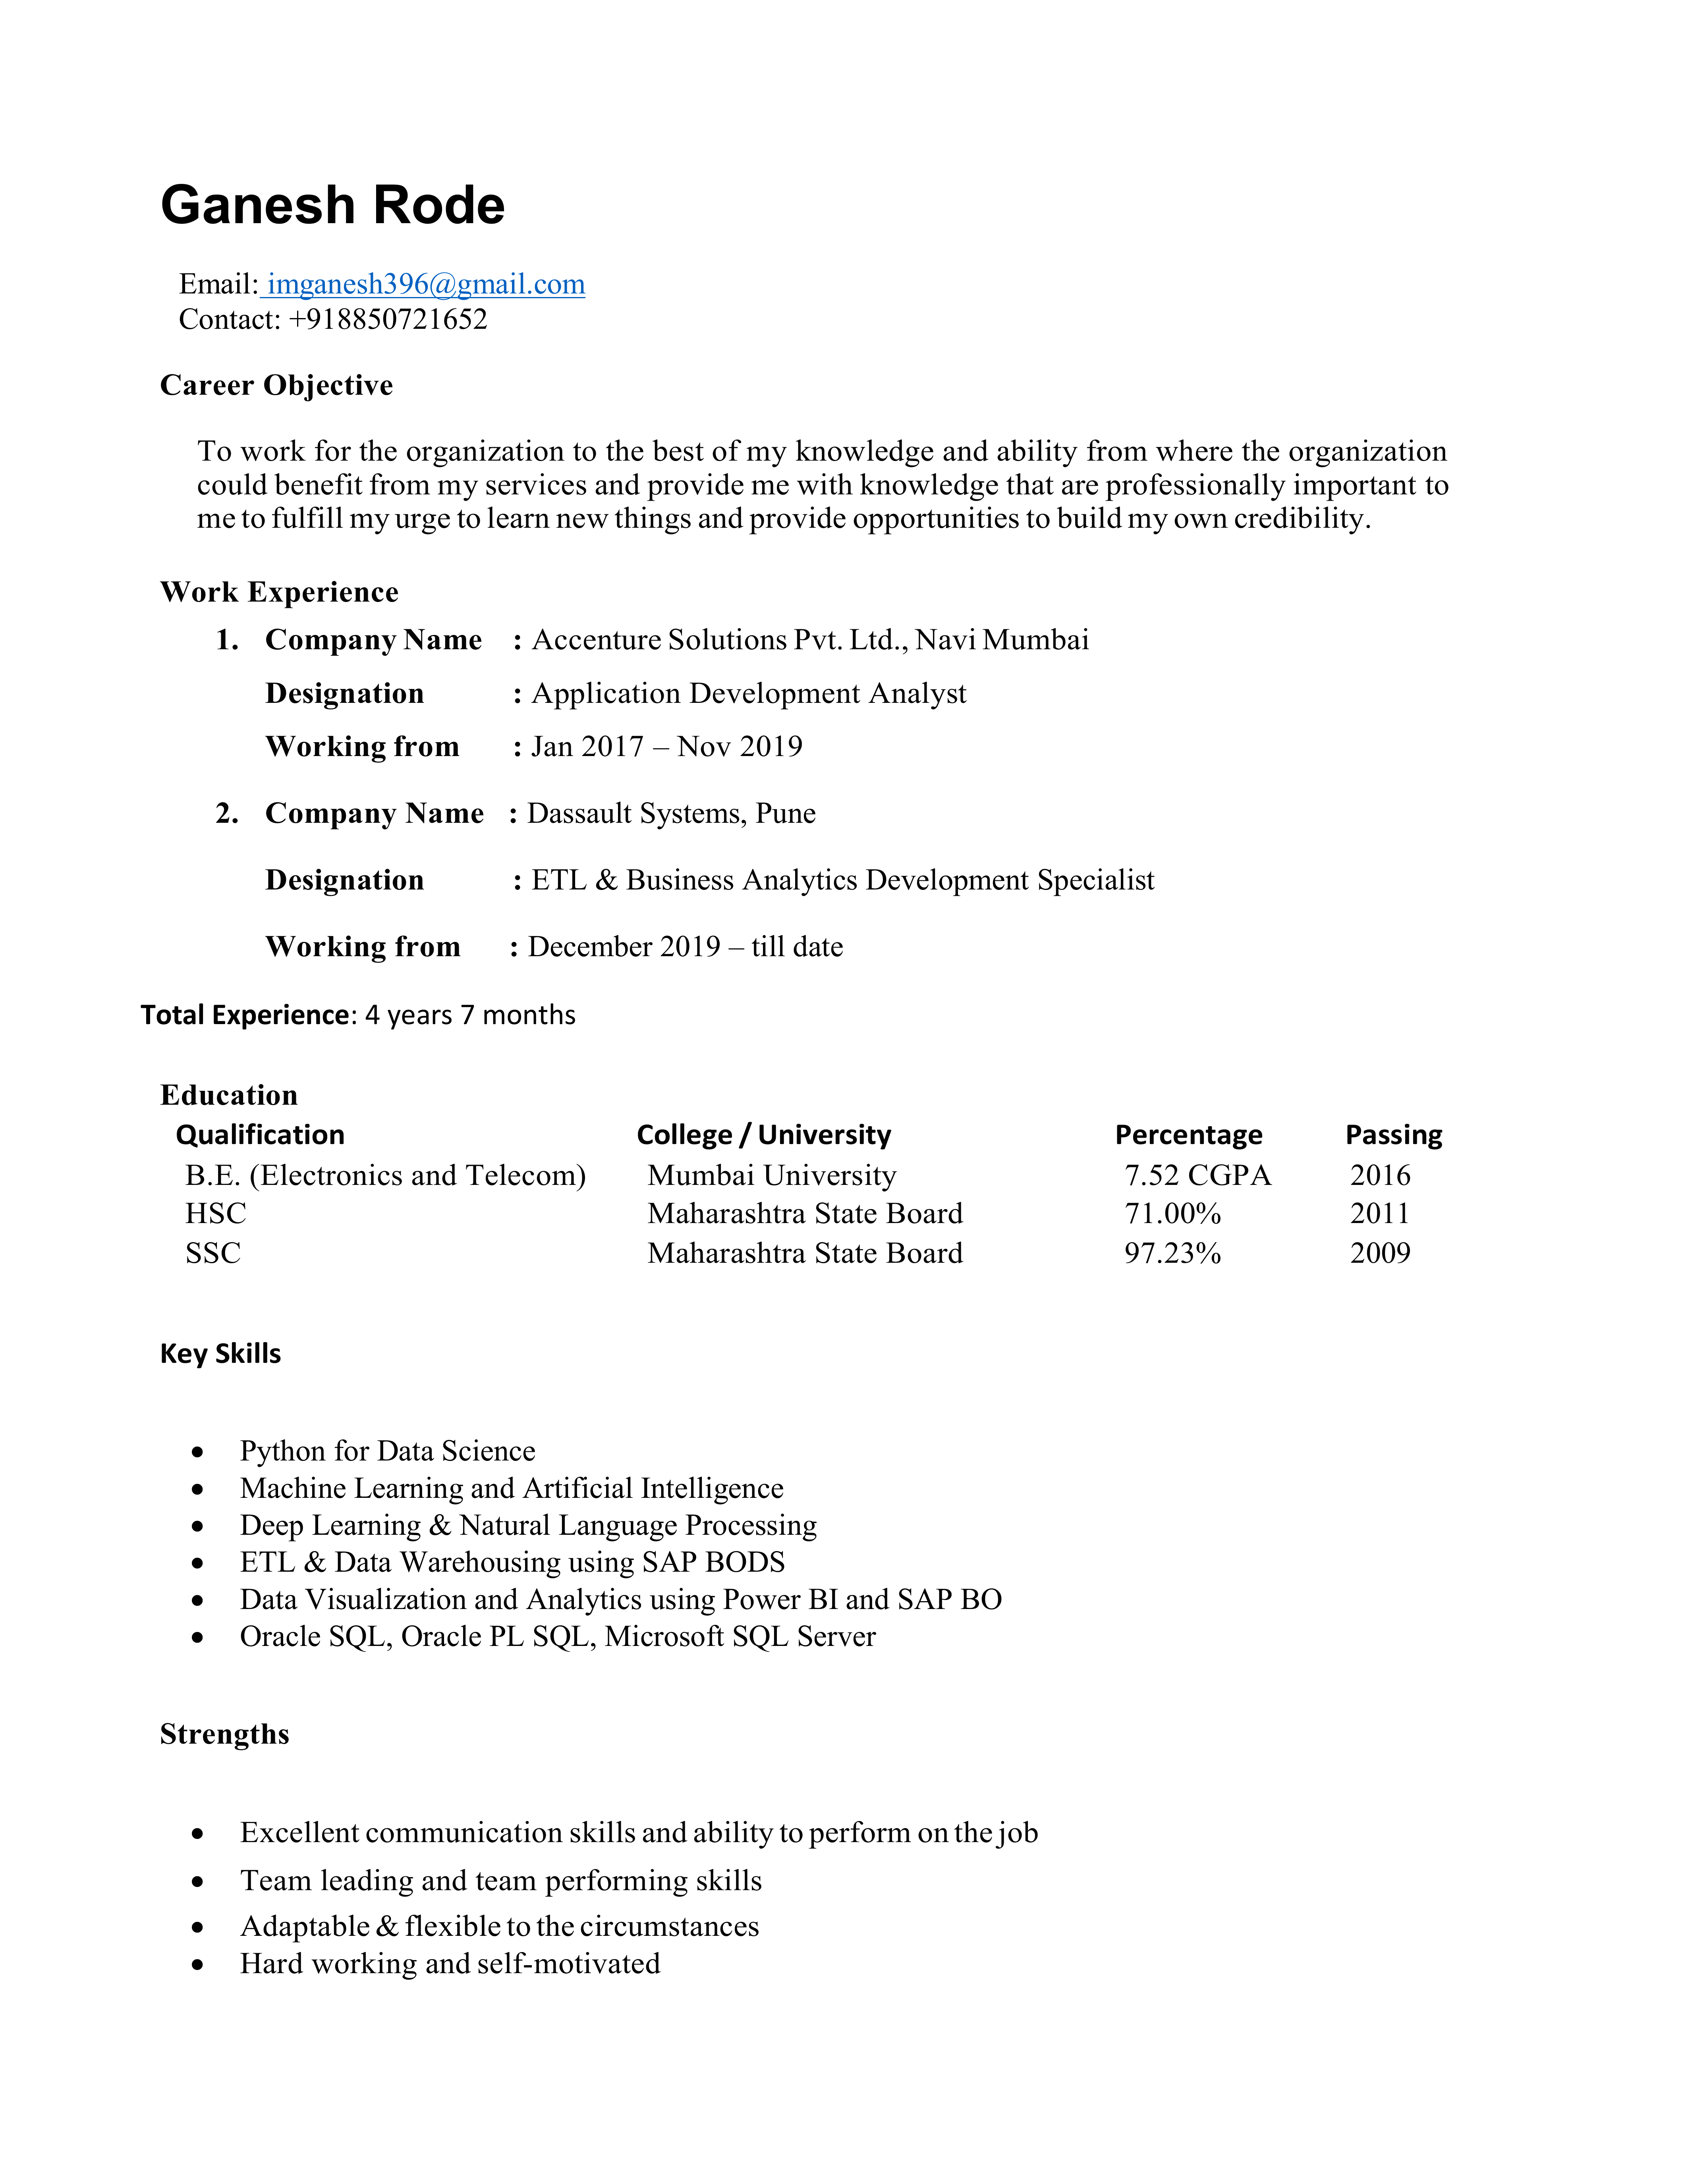 Ganesh Rode
Email: imganesh396@gmail.com
Contact: +918850721652
Career Objective
To work for the organization to the best of my knowledge and ability from where the organization
could benefit from my services and provide me with knowledge that are professionally important to
me to fulfill my urge to learn new things and provide opportunities to build my own credibility.
Work Experience
1. Company Name : Accenture Solutions Pvt. Ltd., Navi Mumbai
Designation : Application Development Analyst
Working from : Jan 2017 – Nov 2019
2. Company Name : Dassault Systems, Pune
Designation : ETL & Business Analytics Development Specialist
Working from : December 2019 – till date
Total Experience: 4 years 7 months
Education
Qualification College / University Percentage Passing
B.E. (Electronics and Telecom) Mumbai University 7.52 CGPA 2016
HSC Maharashtra State Board 71.00% 2011
SSC Maharashtra State Board 97.23% 2009
Key Skills
• Python for Data Science
• Machine Learning and Artificial Intelligence
• Deep Learning & Natural Language Processing
• ETL & Data Warehousing using SAP BODS
• Data Visualization and Analytics using Power BI and SAP BO
• Oracle SQL, Oracle PL SQL, Microsoft SQL Server
Strengths
• Excellent communication skills and ability to perform on the job
• Team leading and team performing skills
• Adaptable & flexible to the circumstances
• Hard working and self-motivated